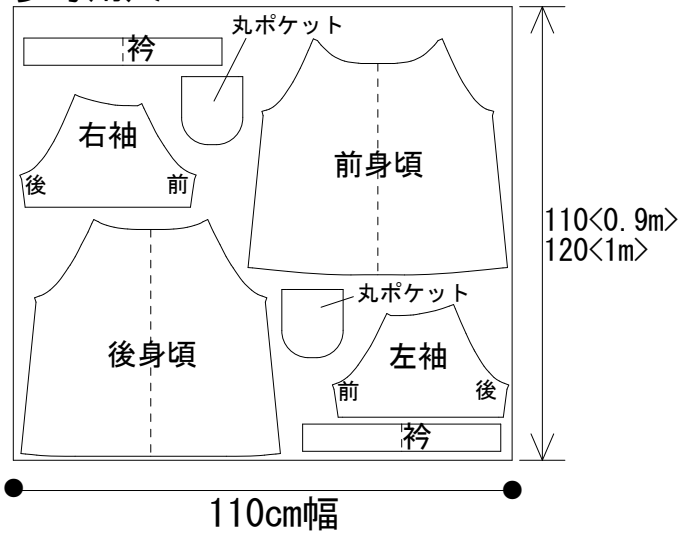 丸ポケット
衿
右袖
後
前
前身頃
110<0.9m>
120<1m>
丸ポケット
後身頃
左袖
前
後
衿
110cm幅